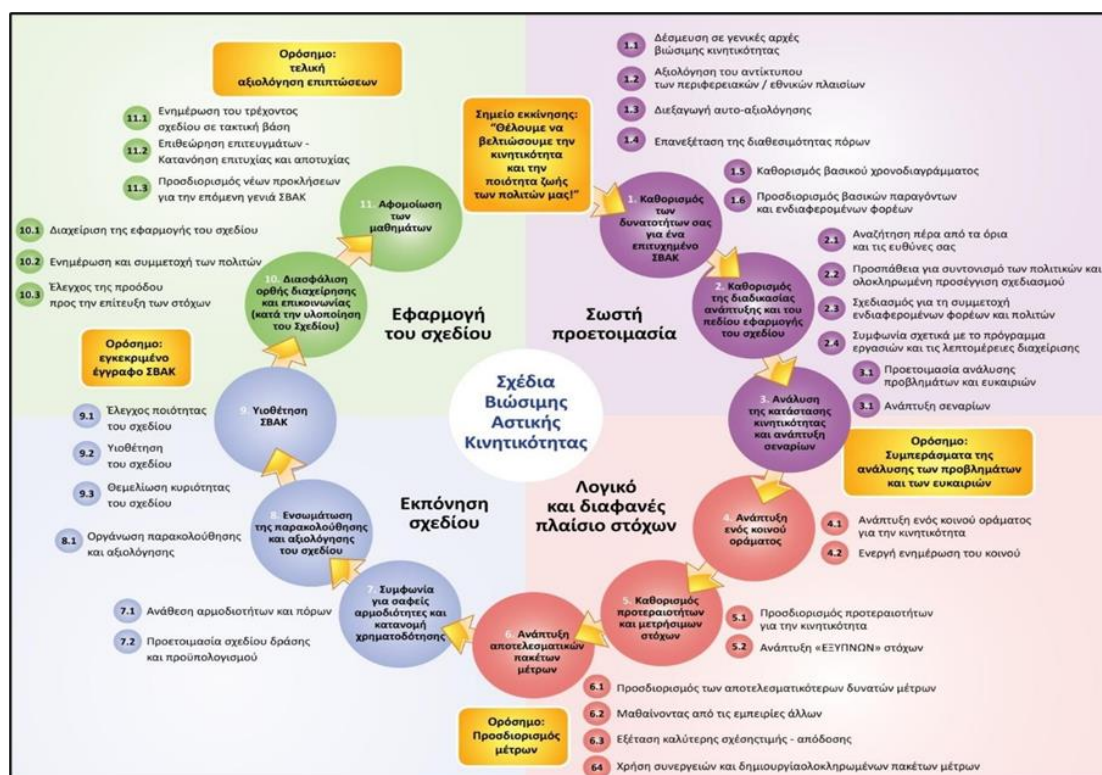 Ορόσημο:
τελική
αξιολόγηση επιπτώσεων
11.1 Ενημέρωση του τρέχοντος
σχεδίου σε τακτική βάση
11.2 Επιθεώρηση επιτευγμάτων -
Κατανόηση επιτυχίας και αποτυχίας
11.3 Προσδιορισμός νέων προκλήσεων
για την επόμενη γενιά ΣΒΑΚ
11. Αφομοίωση
των
μαθημάτων
10.1 Διαχείριση της εφαρμογής του σχεδίου
10.2 Ενημέρωση και συμμετοχή των πολιτών
10.3 Έλεγχος της προόδου
προς την επίτευξη των στόχων
10. Διασφάλιση
ορθής διαχείρισης
και επικοινωνίας
(κατά την υλοποίηση
του Σχεδίου)
Εφαρμογή
του σχεδίου
Σημείο εκκίνησης:
"Θέλουμε να
βελτιώσουμε την
κινητικότητα
και την
ποιότητα ζωής
των πολιτών μας!"
1.1 Δέσμευση σε γενικές αρχές
βιώσιμης κινητικότητας
1.2 Αξιολόγηση του αντίκτυπου
των περιφερειακών / εθνικών πλαισίων
1.3 Διεξαγωγή αυτο-αξιολόγησης
1.4 Επανεξέταση της διαθεσιμότητας πόρων
1.5 Καθορισμός βασικού χρονοδιαγράμματος
1.6 Προσδιορισμός βασικών παραγόντων
και ενδιαφερομένων φορέων
1. Καθορισμός
των
δυνατοτήτων σας
για ένα
επιτυχημένο
ΣΒΑΚ
2.1 Αναζήτηση πέρα από τα όρια
και τις ευθύνες σας
2.2 Προσπάθεια για συντονισμό των πολιτικών και
ολοκληρωμένη προσέγγιση σχεδιασμού
2.3 Σχεδιασμός για τη συμμετοχή
ενδιαφερομένων φορέων και πολιτών
2.4 Συμφωνία σχετικά με το πρόγραμμα
εργασιών και τις λεπτομέρειες διαχείρισης
2. Καθορισμός
της διαδικασίας
ανάπτυξης και του
πεδίου εφαρμογής
του σχεδίου
Σωστή
προετοιμασία
3.1 Προετοιμασία ανάλυσης
προβλημάτων και ευκαιριών
3.1 Ανάπτυξη σεναρίων
3. Ανάλυση
της κατάστασης
κινητικότητας
και ανάπτυξη
σεναρίων
Ορόσημο:
Συμπεράσματα της
ανάλυσης των προβλημάτων
και των ευκαιριών
Σχέδια
Βιώσιμης
Αστικής
Κινητικότητας
Ορόσημο:
εγκεκριμένο
έγγραφο ΣΒΑΚ
9.1 Έλεγχος ποιότητας
του σχεδίου
9.2 Υιοθέτηση
του σχεδίου
9.3 Θεμελίωση κυριότητας
του σχεδίου
9. Υιοθέτηση
ΣΒΑΚ
8.1 Οργάνωση παρακολούθησης
και αξιολόγησης
8. Ενσωμάτωση
της παρακολούθησης
και αξιολόγησης
του σχεδίου
Εκπόνηση
σχεδίου
7.1 Ανάθεση αρμοδιοτήτων και πόρων
7.2 Προετοιμασία σχεδίου δράσης
και προϋπολογισμού
7. Συμφωνία
για σαφείς
αρμοδιότητες και
κατανομή
χρηματοδότησης
Λογικό
και διαφανές
πλαίσιο στόχων
4. Ανάπτυξη
ενός κοινού
οράματος
4.1 Ανάπτυξη ενός κοινού οράματος
για την κινητικότητα
4.2 Ενεργή ενημέρωση του κοινού
5. Καθορισμός
προτεραιοτήτων
και μετρήσιμων
στόχων
5.1 Προσδιορισμός προτεραιοτήτων
για την κινητικότητα
5.2 Ανάπτυξη «ΕΞΥΠΝΩΝ» στόχων
6. Ανάπτυξη
αποτελεσματικών
πακέτων
μέτρων
6.1 Προσδιορισμός των αποτελεσματικότερων δυνατών μέτρων
6.2 Μαθαίνοντας από τις εμπειρίες άλλων
6.3 Εξέταση καλύτερης σχέσηςτιμής - απόδοσης
64 Χρήση συνεργειών και δημιουργίαολοκληρωμένων πακέτων μέτρων
Ορόσημο:
Προσδιορισμός
μέτρων